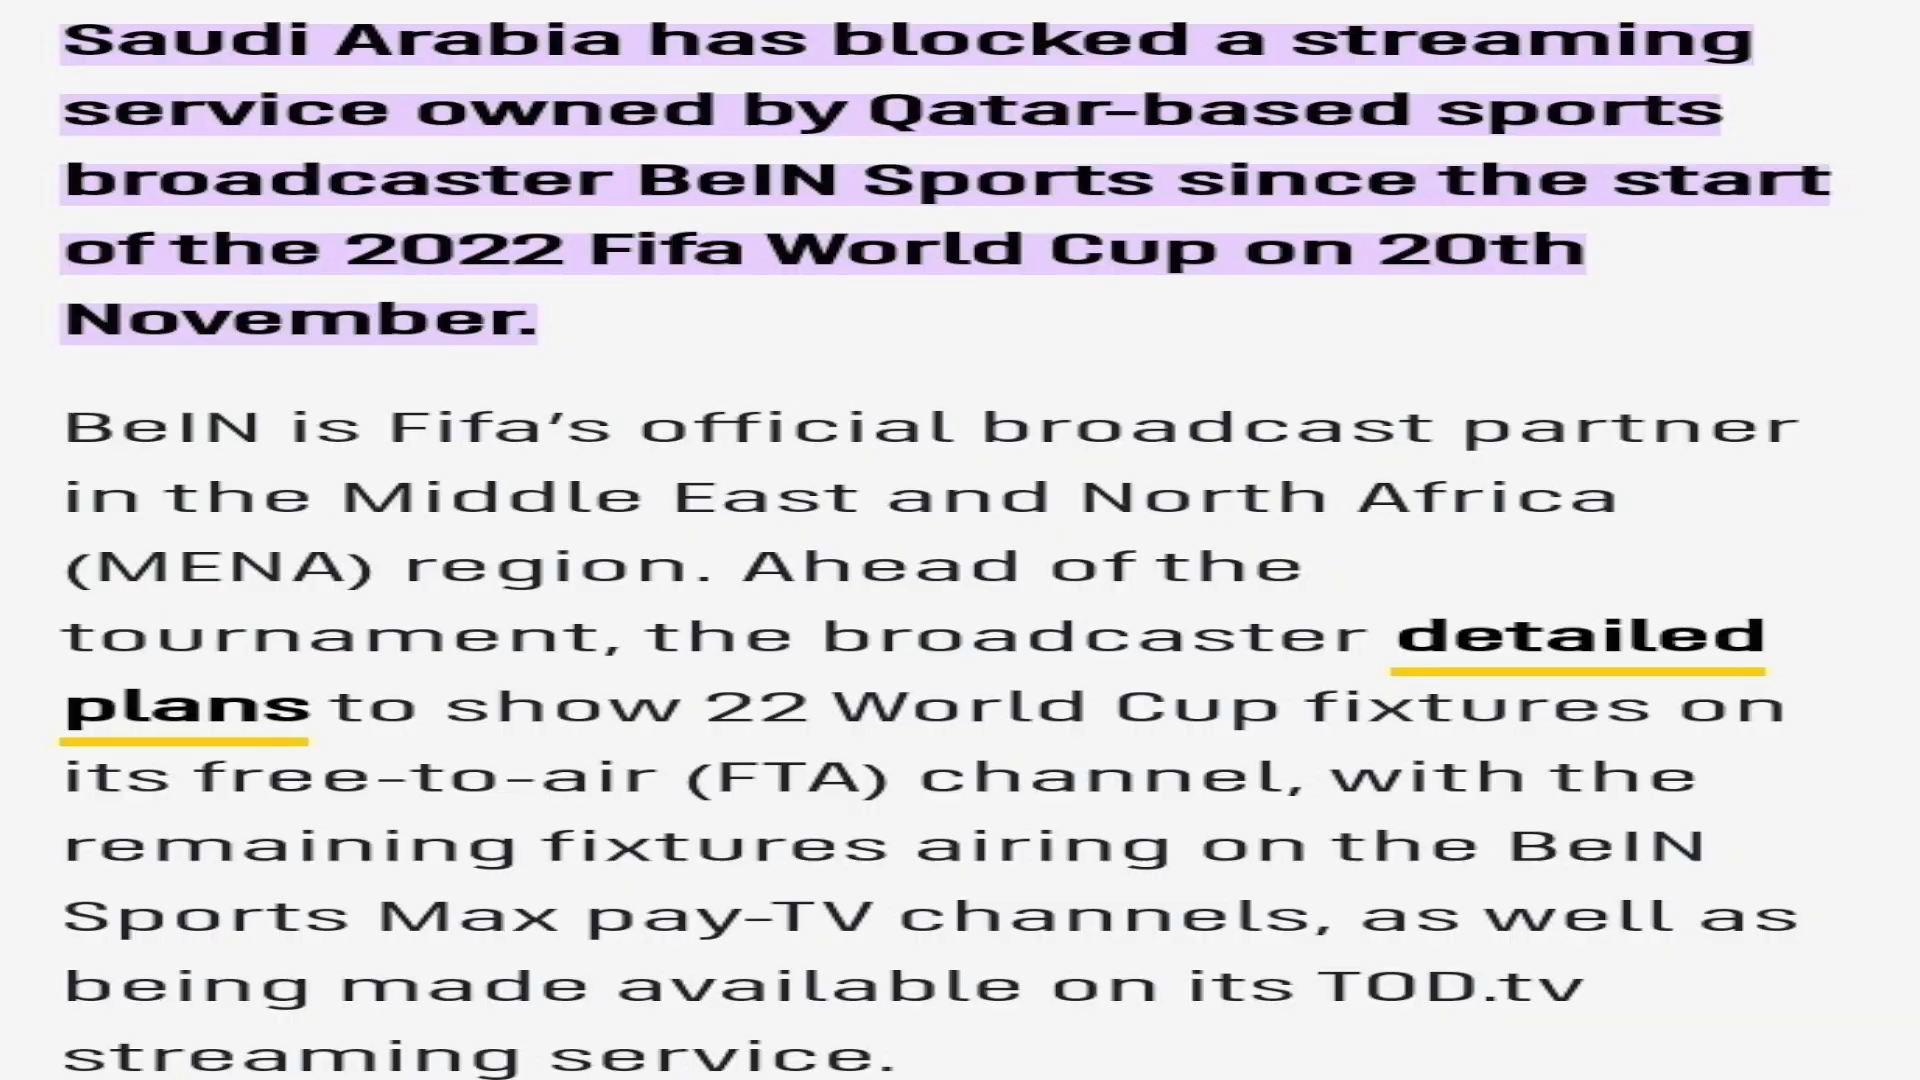 Saudi Arabia has blocked a streaming
service owned by Qatar-based sports
broadcaster BeIN Sports since the start
of the 2022 Fifa World Cup on 20th
November.
BeIN is Fifa’s official broadcast partner
in the Middle East and North Africa
(MENA) region. Ahead of the
tournament, the broadcaster detailed
plans to show 22 World Cup fixtures on
its free-to-air (FTA) channel, with the
remaining fixtures airing on the BeIN
Sports Max pay-TV channels, as well as
being made available on its TOD.tv
streaming service.